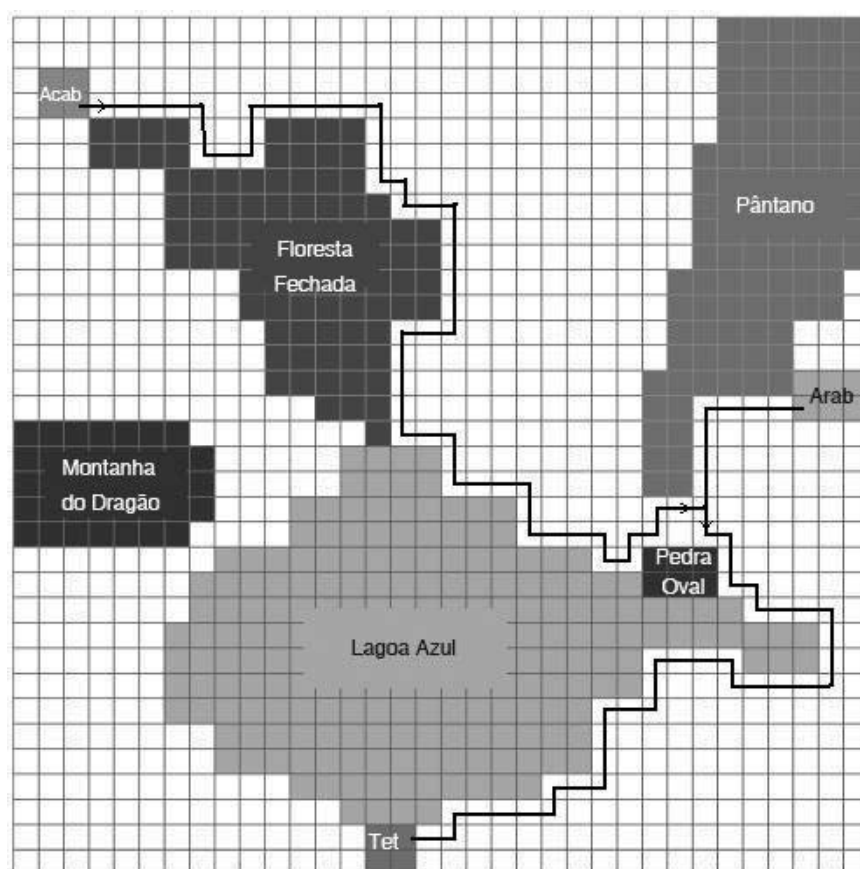 Acab
Pântano
Floresta
Fechada
Arab
Montanha
do Dragão
Pedra
Oval
Lagoa Azul
Tet